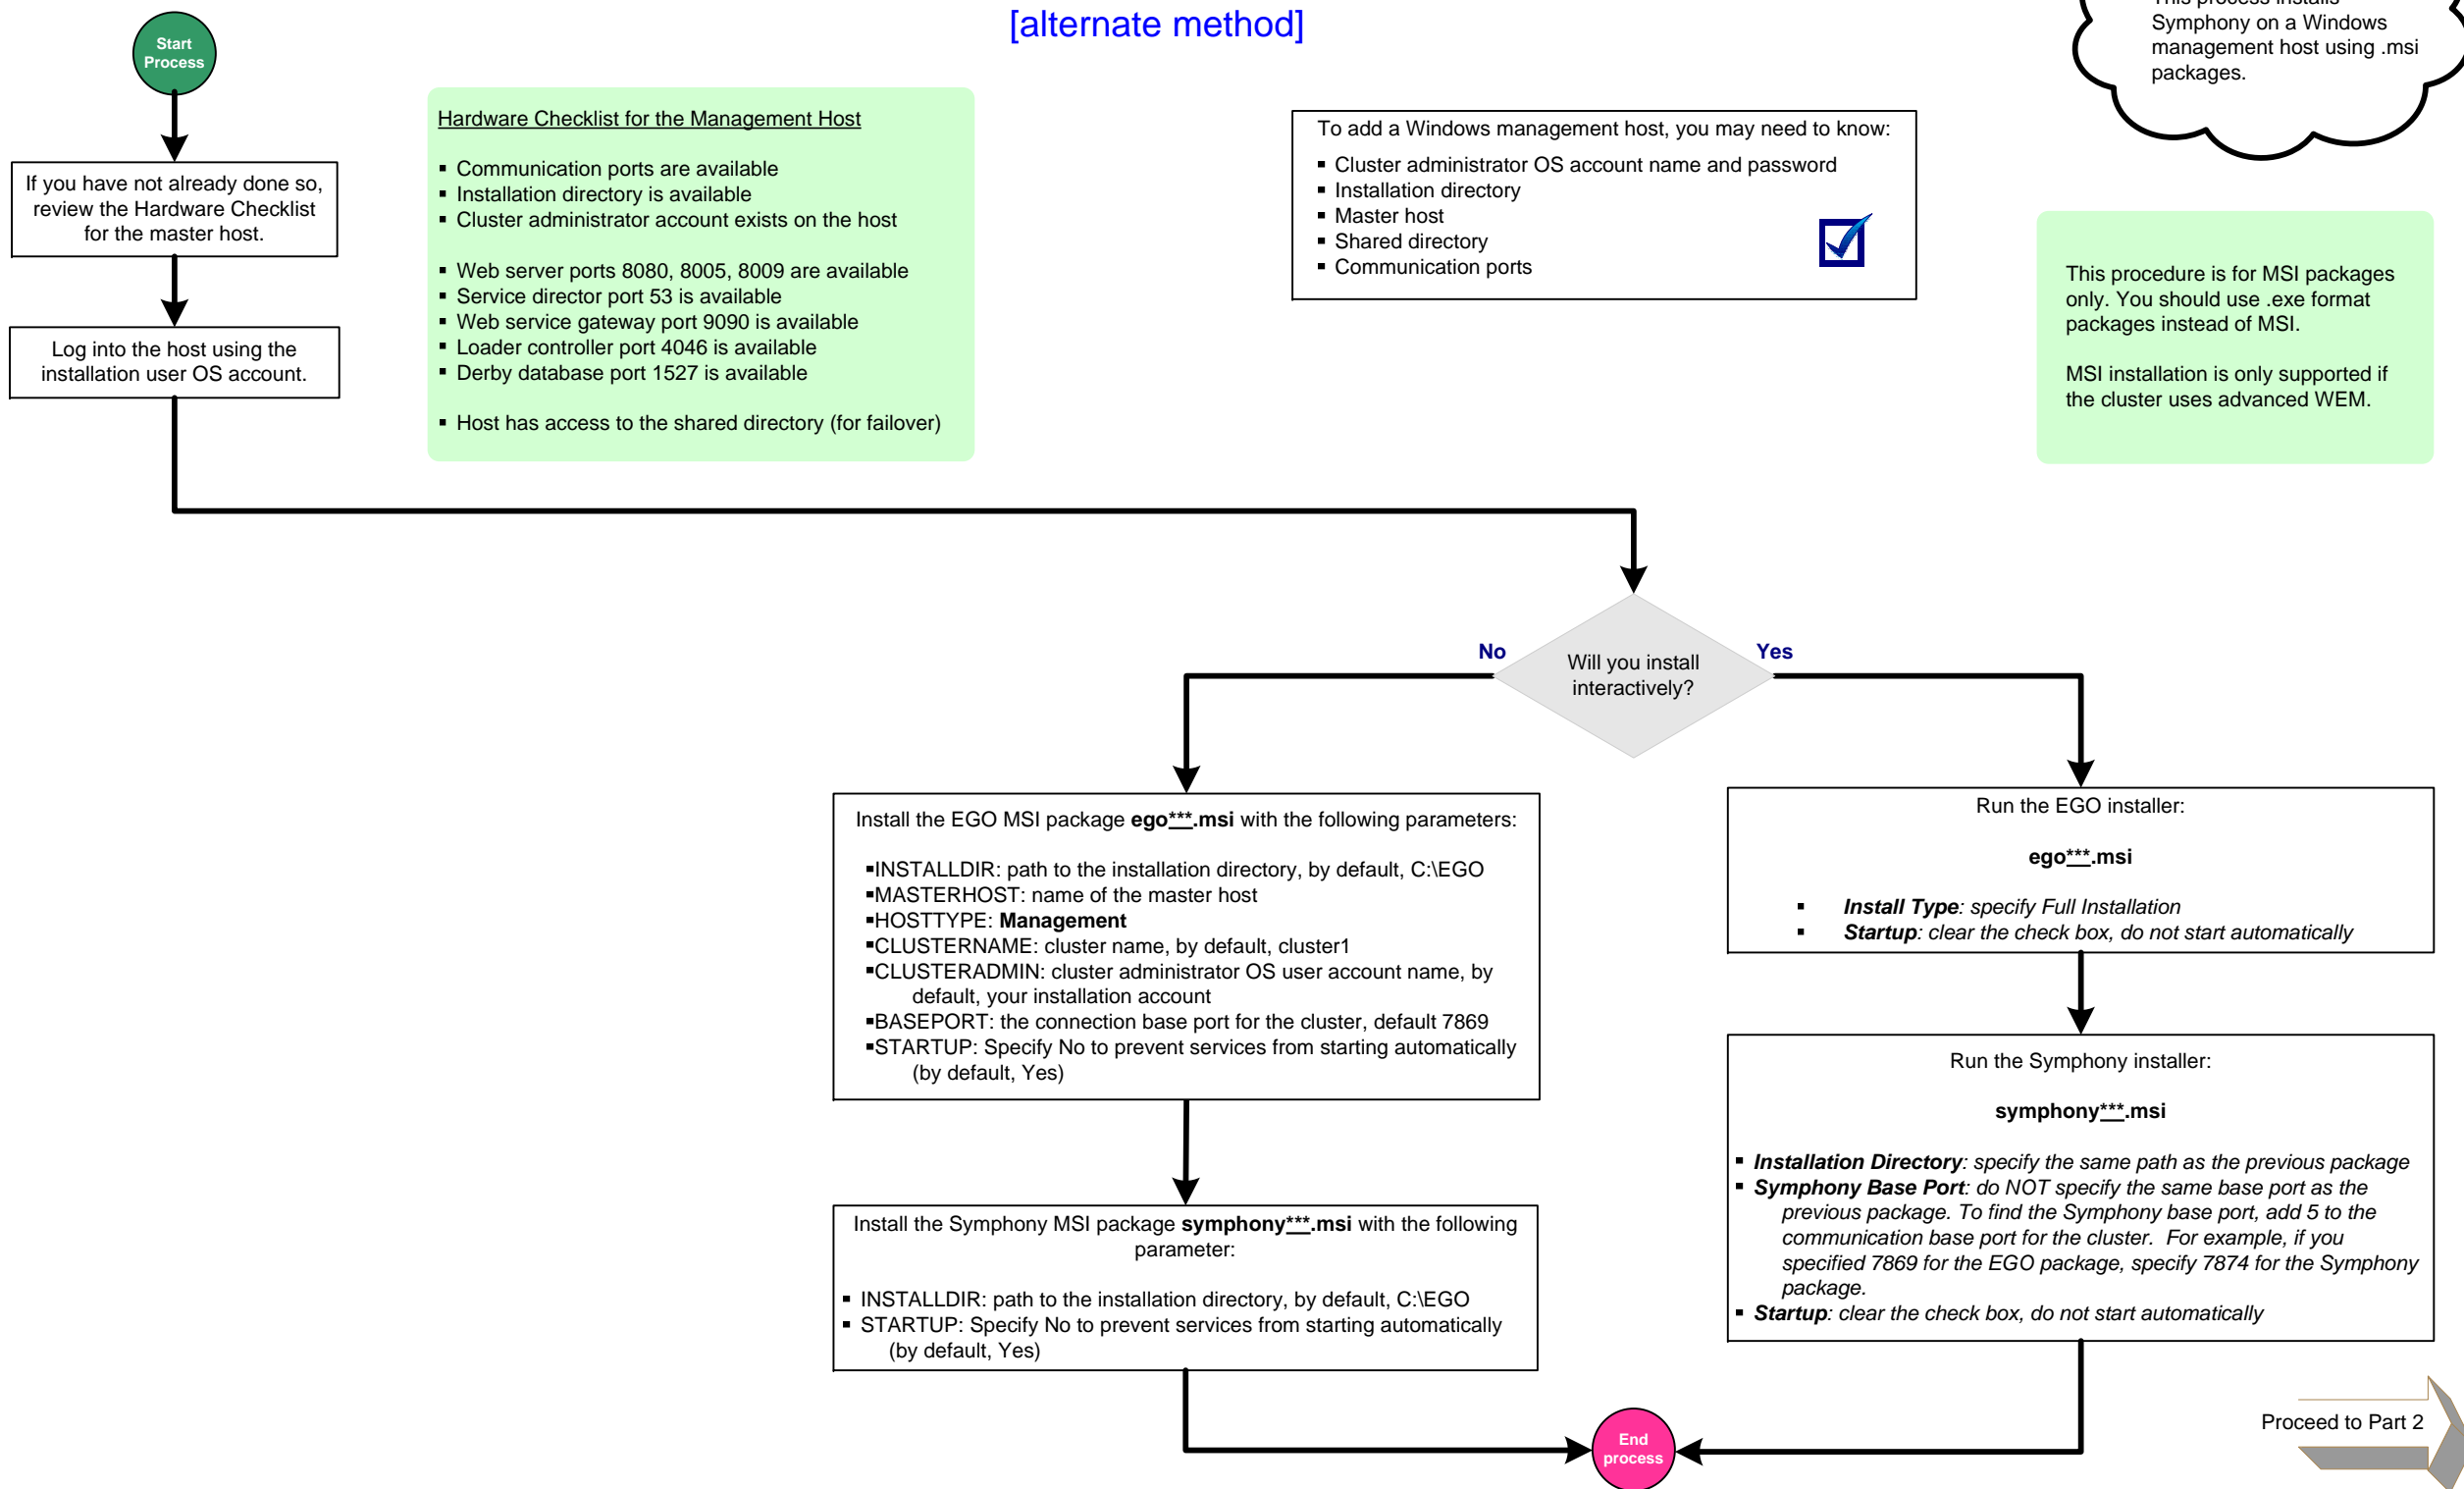 [alternate method]
This process installs
Symphony on a Windows
management host using .msi
packages.
Start
Process
If you have not already done so,
review the Hardware Checklist
for the master host.
Log into the host using the
installation user OS account.
Hardware Checklist for the Management Host
▪ Communication ports are available
▪ Installation directory is available
▪ Cluster administrator account exists on the host
▪ Web server ports 8080, 8005, 8009 are available
▪ Service director port 53 is available
▪ Web service gateway port 9090 is available
▪ Loader controller port 4046 is available
▪ Derby database port 1527 is available
▪ Host has access to the shared directory (for failover)
To add a Windows management host, you may need to know:
▪ Cluster administrator OS account name and password
▪ Installation directory
▪ Master host
▪ Shared directory
▪ Communication ports
This procedure is for MSI packages
only. You should use .exe format
packages instead of MSI.
MSI installation is only supported if
the cluster uses advanced WEM.
Will you install
interactively?
No
Yes
Install the EGO MSI package ego***.msi with the following parameters:
▪INSTALLDIR: path to the installation directory, by default, C:\EGO
▪MASTERHOST: name of the master host
▪HOSTTYPE: Management
▪CLUSTERNAME: cluster name, by default, cluster1
▪CLUSTERADMIN: cluster administrator OS user account name, by
default, your installation account
▪BASEPORT: the connection base port for the cluster, default 7869
▪STARTUP: Specify No to prevent services from starting automatically
(by default, Yes)
Install the Symphony MSI package symphony***.msi with the following
parameter:
▪ INSTALLDIR: path to the installation directory, by default, C:\EGO
▪ STARTUP: Specify No to prevent services from starting automatically
(by default, Yes)
Run the EGO installer:
ego***.msi
▪ Install Type: specify Full Installation
▪ Startup: clear the check box, do not start automatically
Run the Symphony installer:
symphony***.msi
▪ Installation Directory: specify the same path as the previous package
▪ Symphony Base Port: do NOT specify the same base port as the
previous package. To find the Symphony base port, add 5 to the
communication base port for the cluster. For example, if you
specified 7869 for the EGO package, specify 7874 for the Symphony
package.
▪ Startup: clear the check box, do not start automatically
End
process
Proceed to Part 2